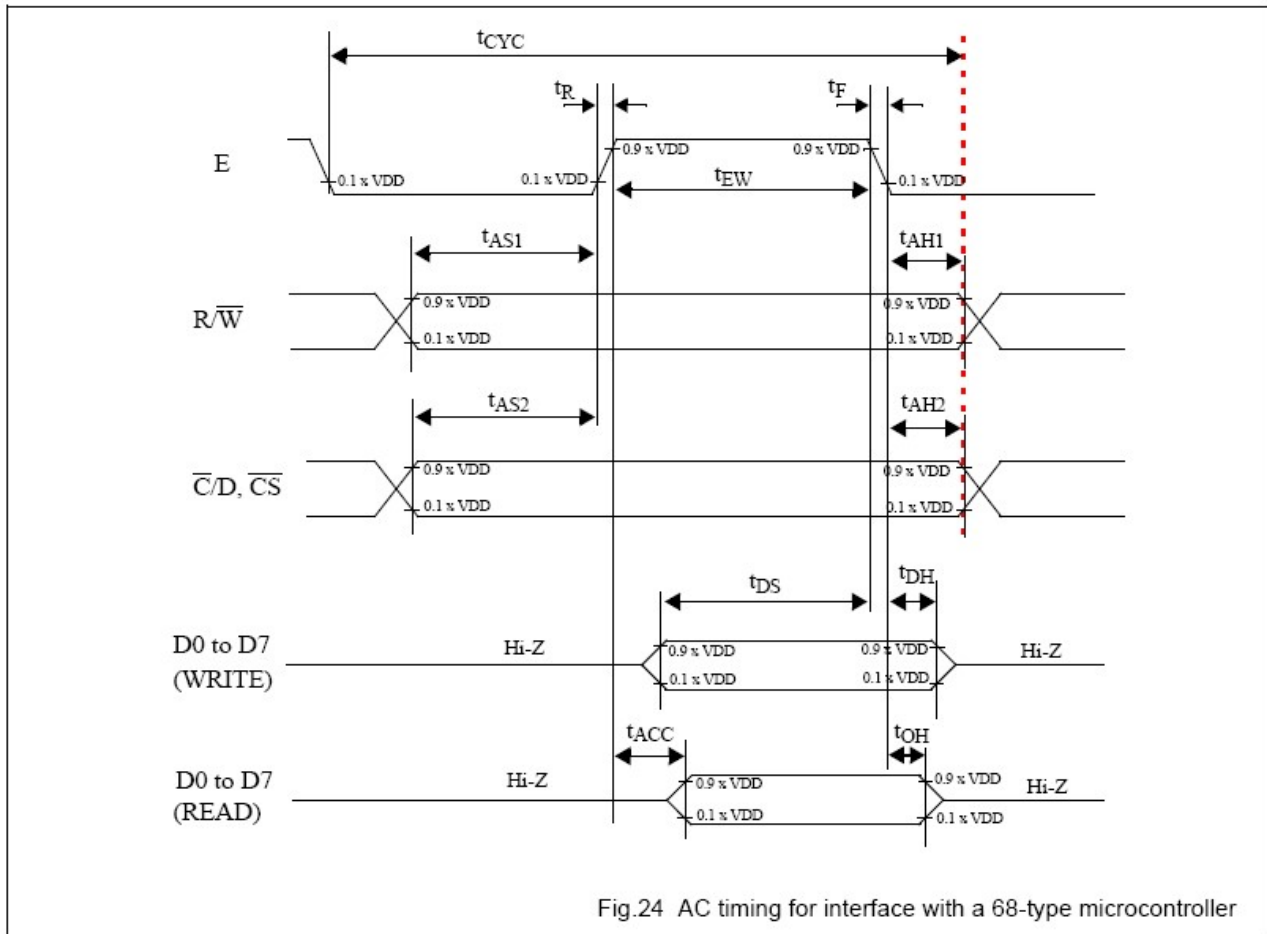 tCYC
tR
tF
E
0.9 x VDD
0.9 x VDD
0.1 x VDD
0.1 x VDD
tEW
0.1 x VDD
tAS1
tAH1
R/W̅
0.9 x VDD
0.9 x VDD
0.1 x VDD
0.1 x VDD
tAS2
tAH2
C̅/D, C̅S̅
0.9 x VDD
0.9 x VDD
0.1 x VDD
0.1 x VDD
tDS
tDH
D0 to D7
(WRITE)
Hi-Z
0.9 x VDD
0.9 x VDD
Hi-Z
0.1 x VDD
0.1 x VDD
tACC
tOH
D0 to D7
(READ)
Hi-Z
0.9 x VDD
0.9 x VDD
Hi-Z
0.1 x VDD
0.1 x VDD
Fig.24 AC timing for interface with a 68-type microcontroller